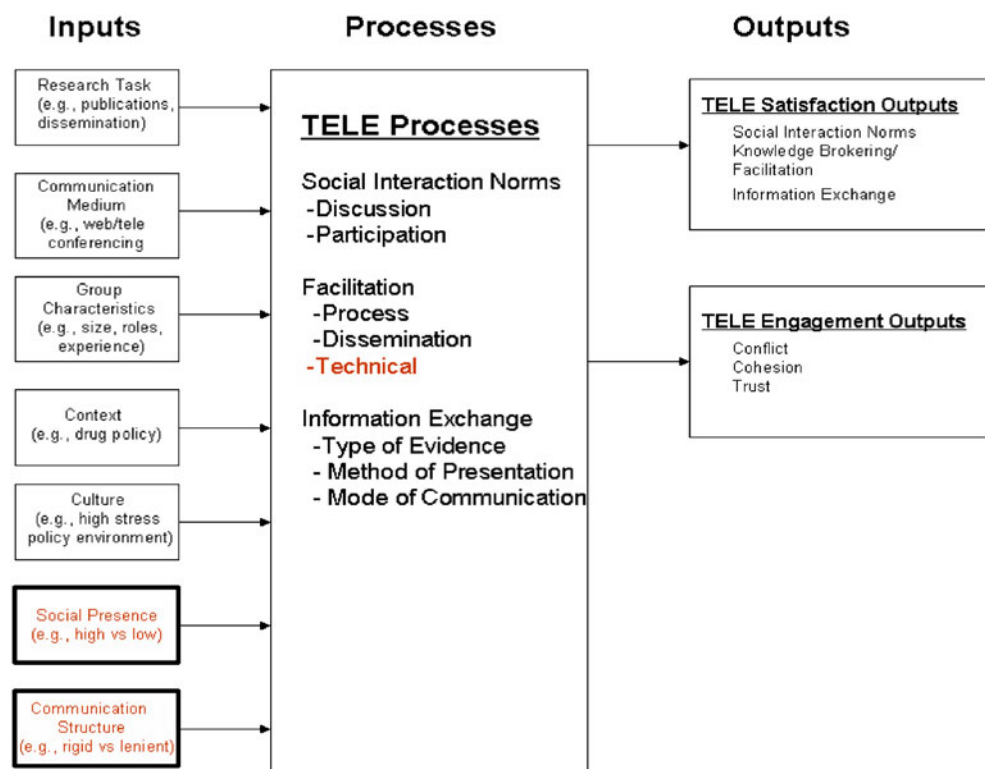 Inputs
Processes
Outputs
Research Task
(e.g., publications,
dissemination)
Communication
Medium
(e.g., web/tele
conferencing
Group
Characteristics
(e.g., size, roles,
experience)
Context
(e.g., drug policy)
Culture
(e.g., high stress
policy environment)
Social Presence
(e.g., high vs low)
Communication
Structure
(e.g., rigid vs lenient)
TELE Processes
Social Interaction Norms
-Discussion
-Participation
Facilitation
-Process
-Dissemination
-Technical
Information Exchange
-Type of Evidence
- Method of Presentation
- Mode of Communication
TELE Satisfaction Outputs
Social Interaction Norms
Knowledge Brokering/
Facilitation
Information Exchange
TELE Engagement Outputs
Conflict
Cohesion
Trust